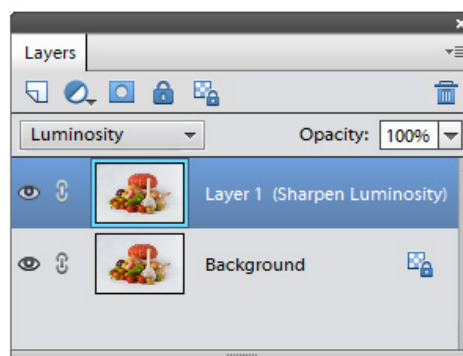 Layers
Luminosity Opacity: 100%
Layer 1 (Sharpen Luminosity)
Background